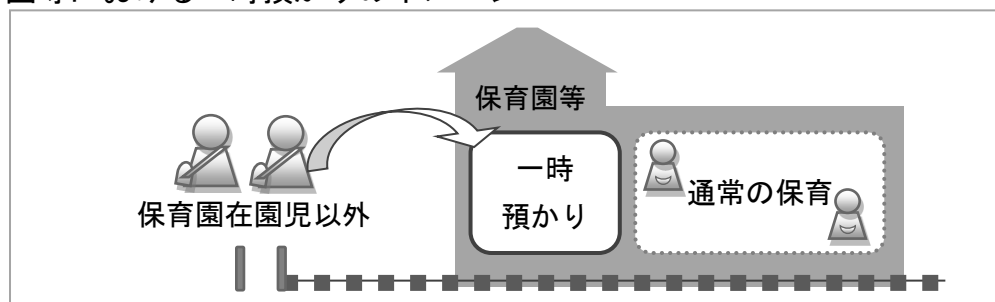 保育園等
一時
預かり
通常の保育
保育園在園児以外